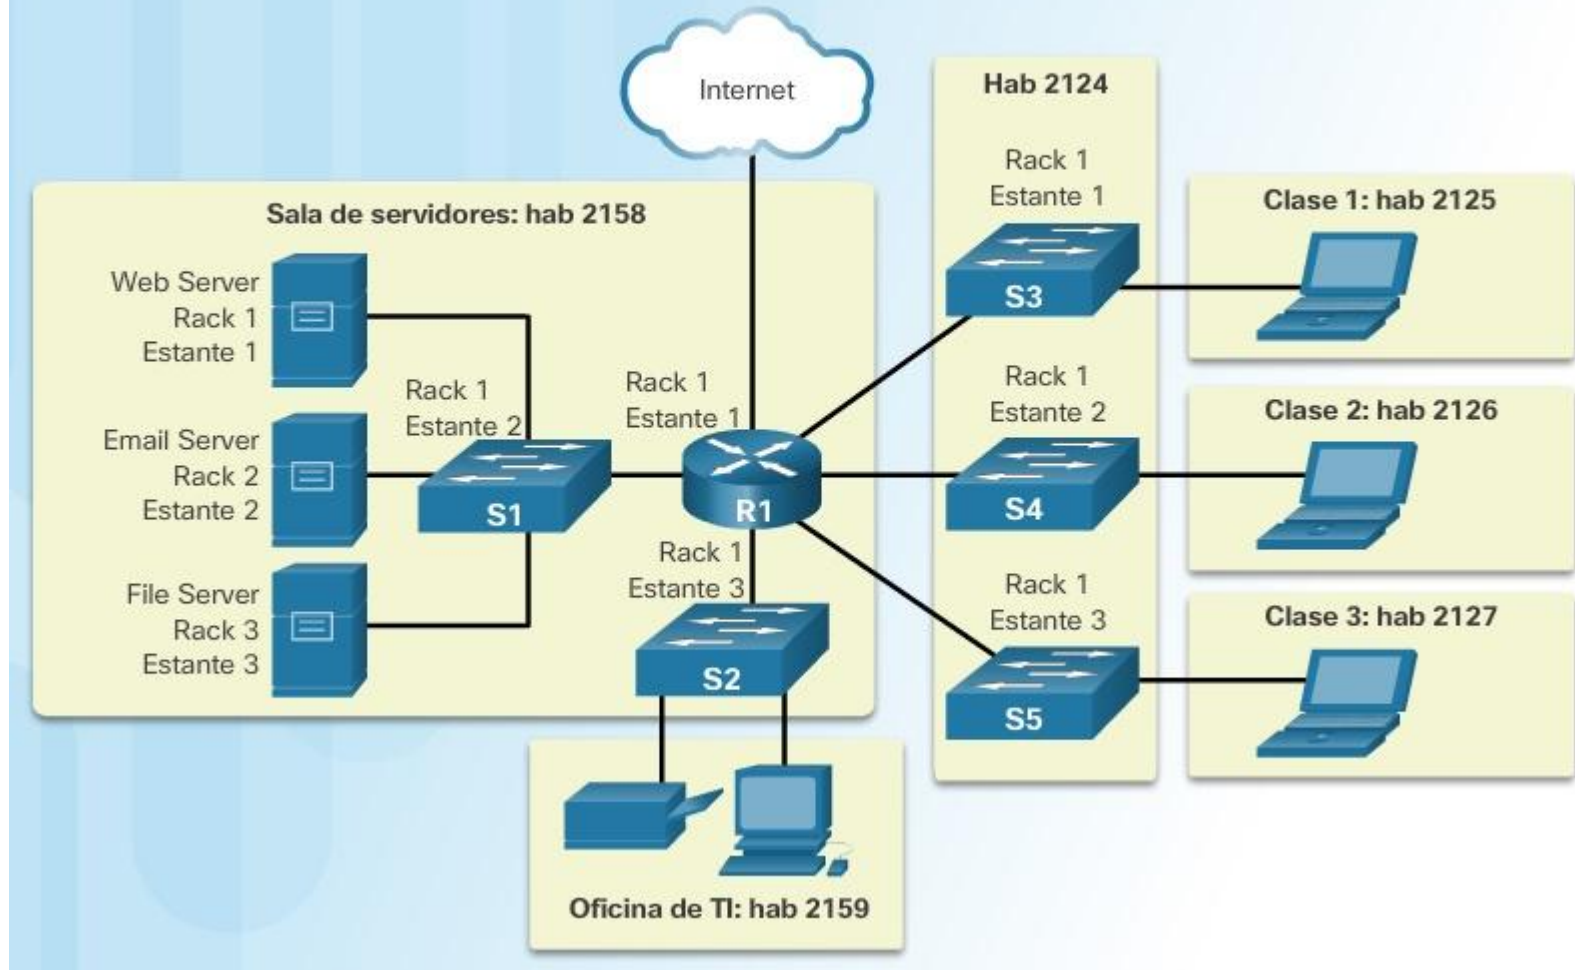 Internet
Sala de servidores: hab 2158
Web Server
Rack 1
Estante 1
Email Server
Rack 2
Estante 2
File Server
Rack 3
Estante 3
Rack 1
Estante 2
S1
Rack 1
Estante 1
R1
Rack 1
Estante 3
S2
Oficina de TI: hab 2159
Hab 2124
Rack 1
Estante 1
S3
Rack 1
Estante 2
S4
Rack 1
Estante 3
S5
Clase 1: hab 2125
Clase 2: hab 2126
Clase 3: hab 2127